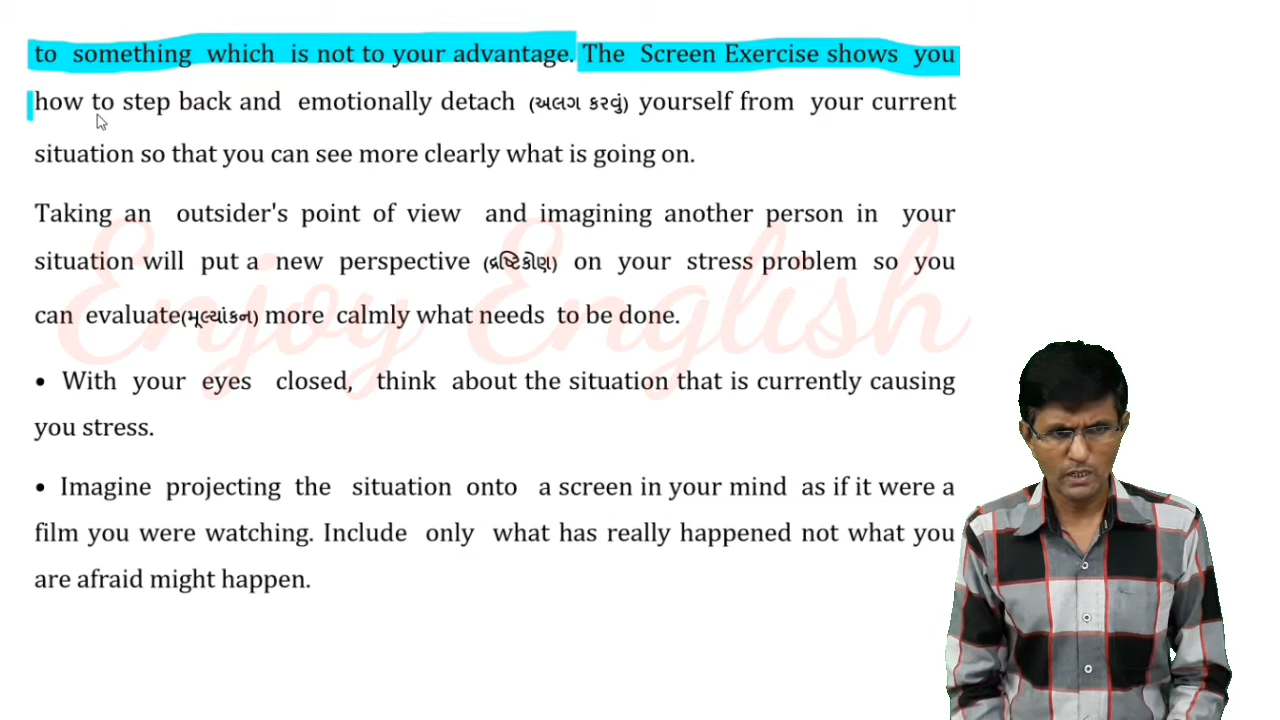 to something which is not to your advantage. The Screen Exercise shows you
how to step back and emotionally detach (અલગ કરવું) yourself from your current
situation so that you can see more clearly what is going on.
Taking an outsider's point of view and imagining another person in your
situation will put a new perspective (દ્રષ્ટિકોણ) on your stress problem so you
can evaluate(મૂલ્યાંકન) more calmly what needs to be done.
• With your eyes closed, think about the situation that is currently causing
you stress.
• Imagine projecting the situation onto a screen in your mind as if it were a
film you were watching. Include only what has really happened not what you
are afraid might happen.
Enjoy English